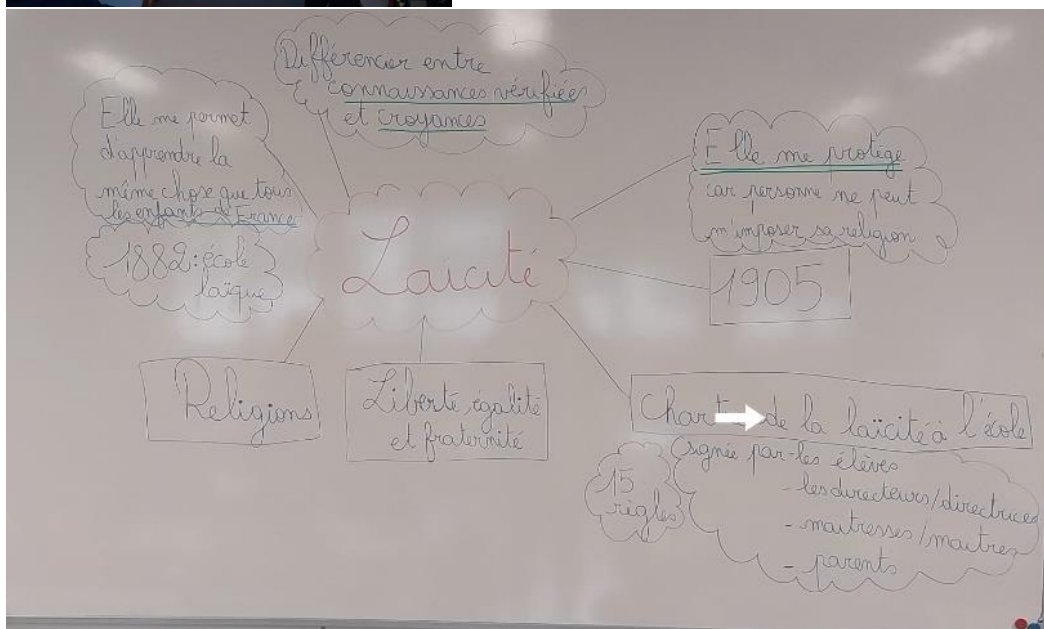 Différencier entre
connaissances vérifiées
et croyances
Elle me permet
d'apprendre la
même chose que tous
les enfants de France
1882 : école
laïque
Elle me protège
car personne ne peut
m'imposer sa religion
1905
Laïcité
Religions
Liberté, égalité
et fraternité
Charte de la laïcité à l'école
15
règles
(signée par - les élèves
- les directeurs/directrices
- maitresses/maitres
- parents